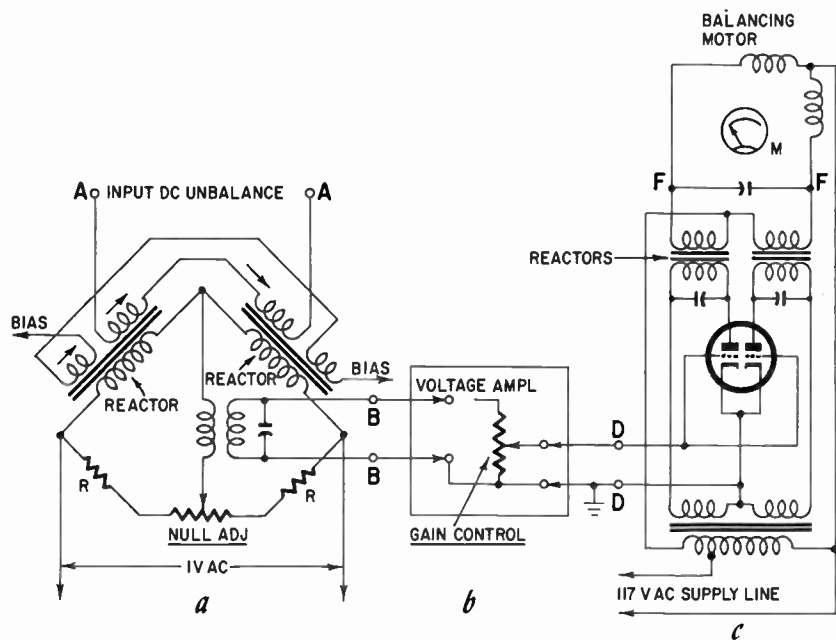 BALANCING
MOTOR
M
A
INPUT DC UNBALANCE
A
F
F
REACTORS
BIAS
BIAS
REACTOR
REACTOR
VOLTAGE AMPL
B
B
D
D
R
R
NULL ADJ
GAIN CONTROL
1V AC
117 V AC SUPPLY LINE
a
b
c